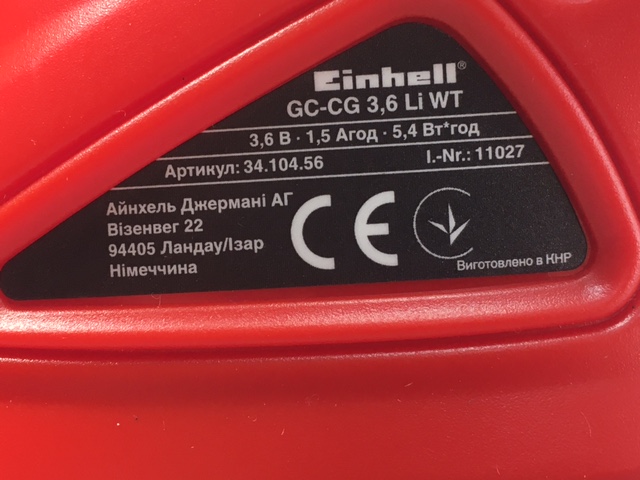 Einhell®
GC-CG 3,6 Li WT
3,6 В · 1,5 Агод · 5,4 Вт*год
Артикул: 34.104.56 I.-Nr.: 11027
Айнхель Джермані АГ
Візенвег 22
94405 Ландау/Ізар
Німеччина
CE
Виготовлено в КНР